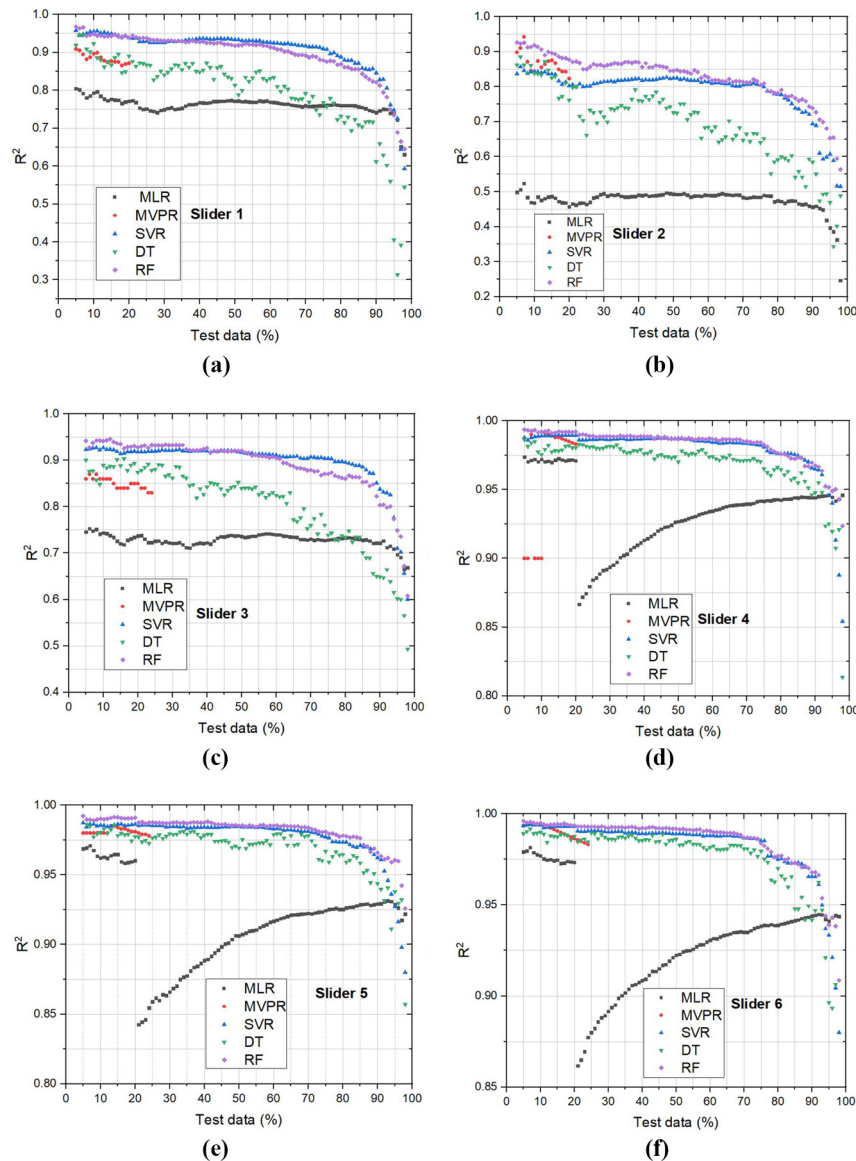 1.0
0.9
0.8
0.7
0.6
0.5
0.4
0.3
R²
MLR
MVPR
SVR
DT
RF
Slider 1
0 10 20 30 40 50 60 70 80 90 100
Test data (%)
(a)
1.0
0.9
0.8
0.7
0.6
0.5
0.4
0.3
0.2
R²
MLR
MVPR
SVR
DT
RF
Slider 2
0 10 20 30 40 50 60 70 80 90 100
Test data (%)
(b)
1.0
0.9
0.8
0.7
0.6
0.5
0.4
R²
MLR
MVPR
SVR
DT
RF
Slider 3
0 10 20 30 40 50 60 70 80 90 100
Test data (%)
(c)
1.00
0.95
0.90
0.85
0.80
R²
MLR
MVPR
SVR
DT
RF
Slider 4
0 10 20 30 40 50 60 70 80 90 100
Test data (%)
(d)
1.00
0.95
0.90
0.85
0.80
R²
MLR
MVPR
SVR
DT
RF
Slider 5
0 10 20 30 40 50 60 70 80 90 100
Test data (%)
(e)
1.00
0.95
0.90
0.85
R²
MLR
MVPR
SVR
DT
RF
Slider 6
0 10 20 30 40 50 60 70 80 90 100
Test data (%)
(f)